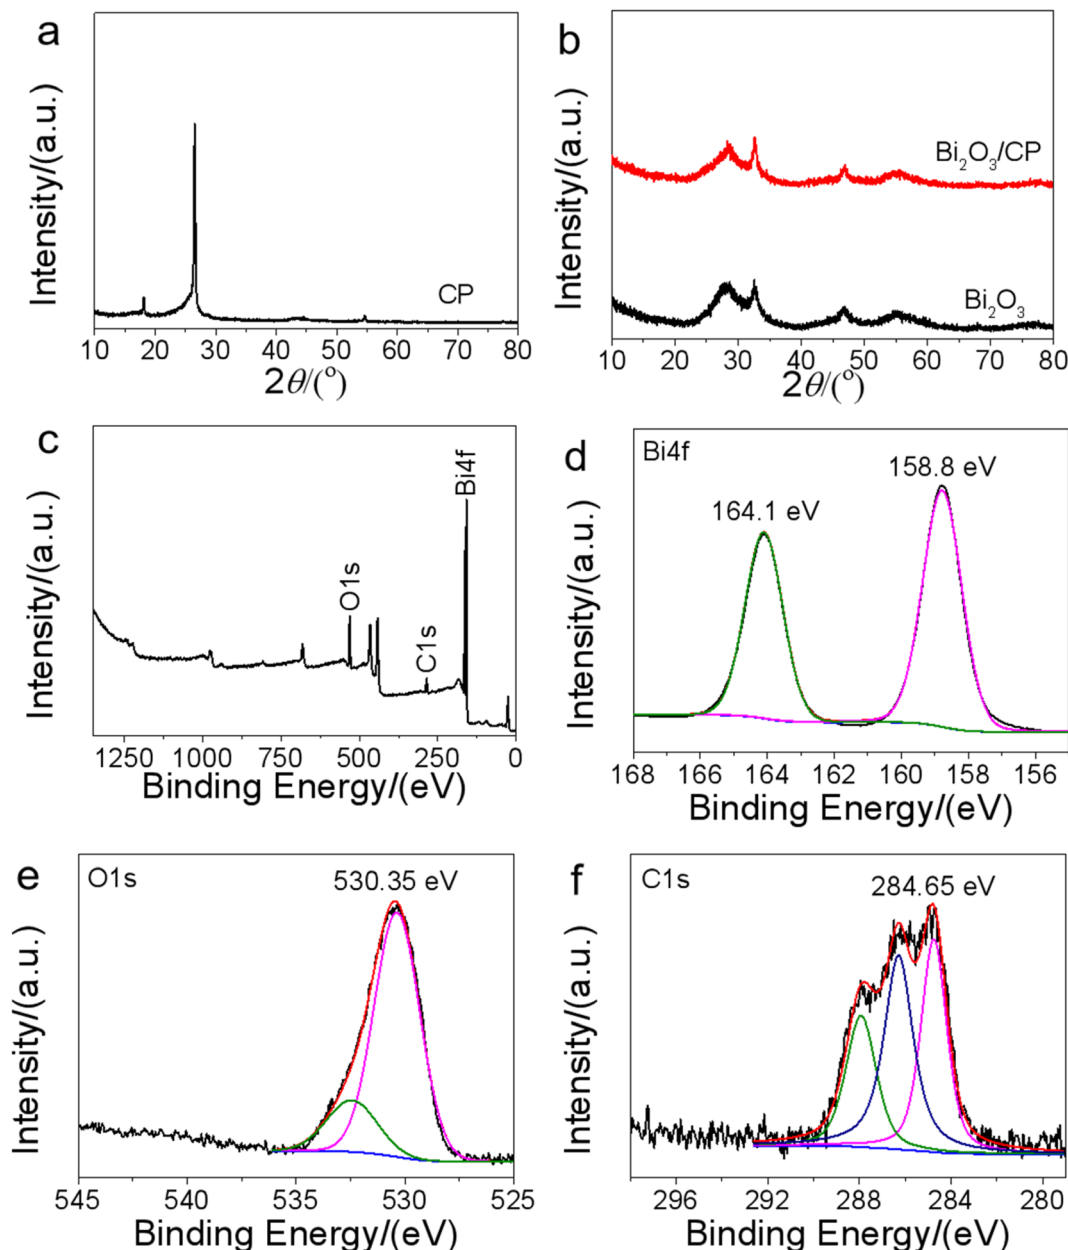 a
Intensity/(a.u.)
CP
10 20 30 40 50 60 70 80
2θ/(°)
b
Intensity/(a.u.)
Bi₂O₃/CP
Bi₂O₃
10 20 30 40 50 60 70 80
2θ/(°)
c
Intensity/(a.u.)
O1s
C1s
Bi4f
1250 1000 750 500 250 0
Binding Energy/(eV)
d
Intensity/(a.u.)
Bi4f
164.1 eV
158.8 eV
168 166 164 162 160 158 156
Binding Energy/(eV)
e
Intensity/(a.u.)
O1s
530.35 eV
545 540 535 530 525
Binding Energy/(eV)
f
Intensity/(a.u.)
C1s
284.65 eV
296 292 288 284 280
Binding Energy/(eV)